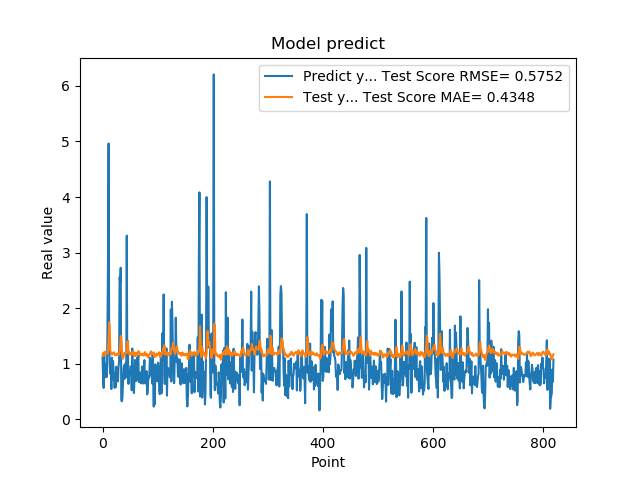 Model predict
Predict y... Test Score RMSE= 0.5752
Test y... Test Score MAE= 0.4348
Real value
6
5
4
3
2
1
0
0 200 400 600 800
Point